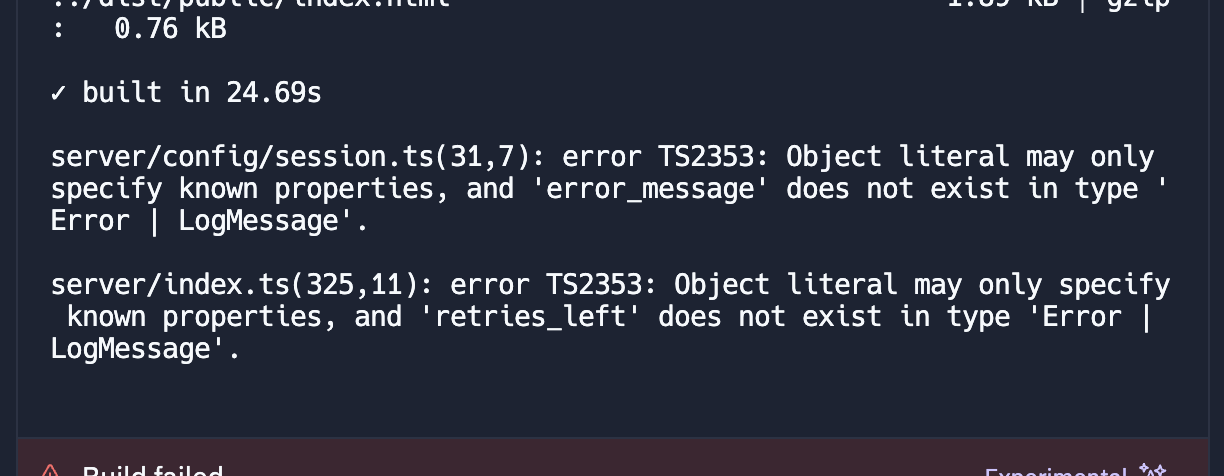 ../dist/public/index.html 1.89 kB | gzip
: 0.76 kB
✓ built in 24.69s
server/config/session.ts(31,7): error TS2353: Object literal may only
specify known properties, and 'error_message' does not exist in type '
Error | LogMessage'.
server/index.ts(325,11): error TS2353: Object literal may only specify
known properties, and 'retries_left' does not exist in type 'Error |
LogMessage'.
Build failed
Experimental